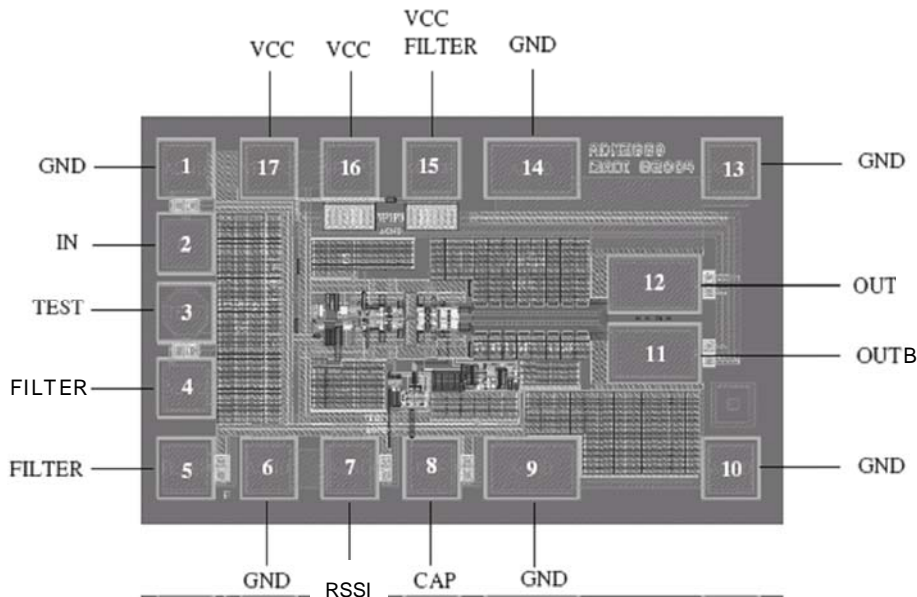 VCC
FILTER
VCC
VCC
GND
GND
1
17
16
15
14
13
GND
IN
2
TEST
3
12
OUT
11
OUTB
FILTER
4
FILTER
5
6
7
8
9
10
GND
GND
RSSI
CAP
GND